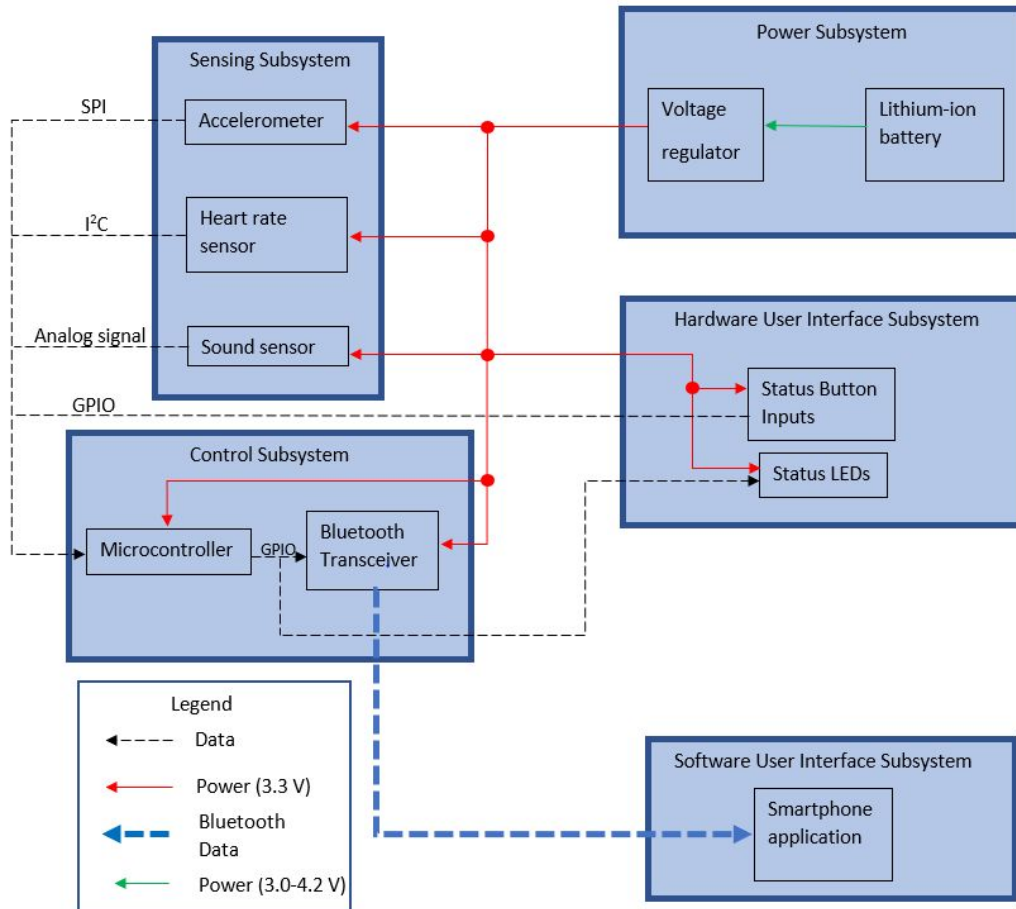 Power Subsystem
Sensing Subsystem
SPI
Accelerometer
Voltage
regulator
Lithium-ion
battery
I²C
Heart rate
sensor
Analog signal
Sound sensor
Hardware User Interface Subsystem
Status Button
Inputs
GPIO
Control Subsystem
Status LEDs
Microcontroller
GPIO
Bluetooth
Transceiver
Legend
Data
Power (3.3 V)
Bluetooth
Data
Power (3.0-4.2 V)
Software User Interface Subsystem
Smartphone
application